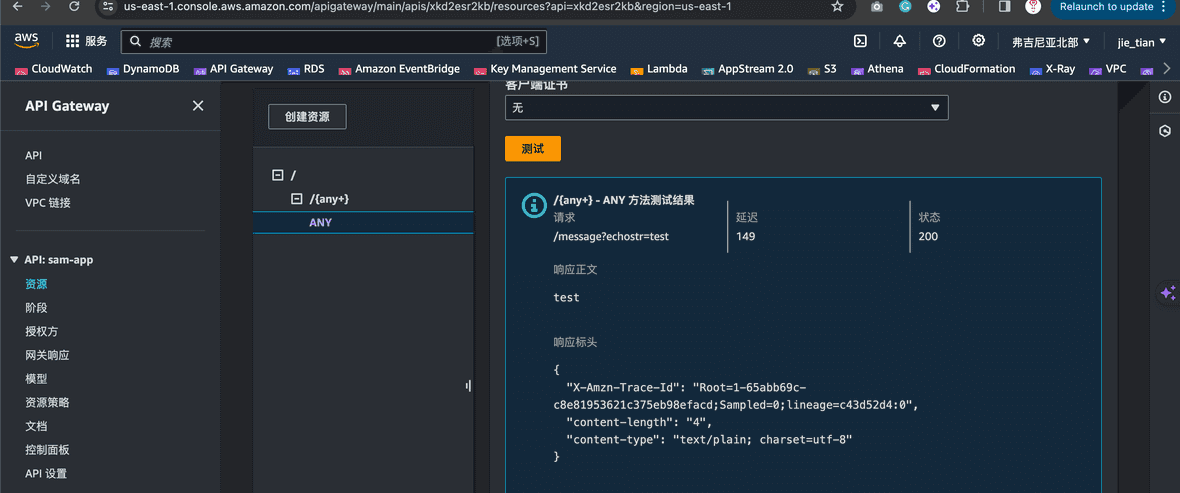 us-east-1.console.aws.amazon.com/apigateway/main/apis/xkd2esr2kb/resources?api=xkd2esr2kb&region=us-east-1
Relaunch to update
aws
服务
搜索
[选项+S]
弗吉尼亚北部
jie_tian
CloudWatch
DynamoDB
API Gateway
RDS
Amazon EventBridge
Key Management Service
Lambda
AppStream 2.0
S3
Athena
CloudFormation
X-Ray
VPC
API Gateway
API
自定义域名
VPC 链接
API: sam-app
资源
阶段
授权方
网关响应
模型
资源策略
文档
控制面板
API 设置
创建资源
/
/{any+}
ANY
客户端证书
无
测试
/{any+} - ANY 方法测试结果
请求
/message?echostr=test
延迟
149
状态
200
响应正文
test
响应标头
{
"X-Amzn-Trace-Id": "Root=1-65abb69c-
c8e81953621c375eb98efacd;Sampled=0;lineage=c43d52d4:0",
"content-length": "4",
"content-type": "text/plain; charset=utf-8"
}